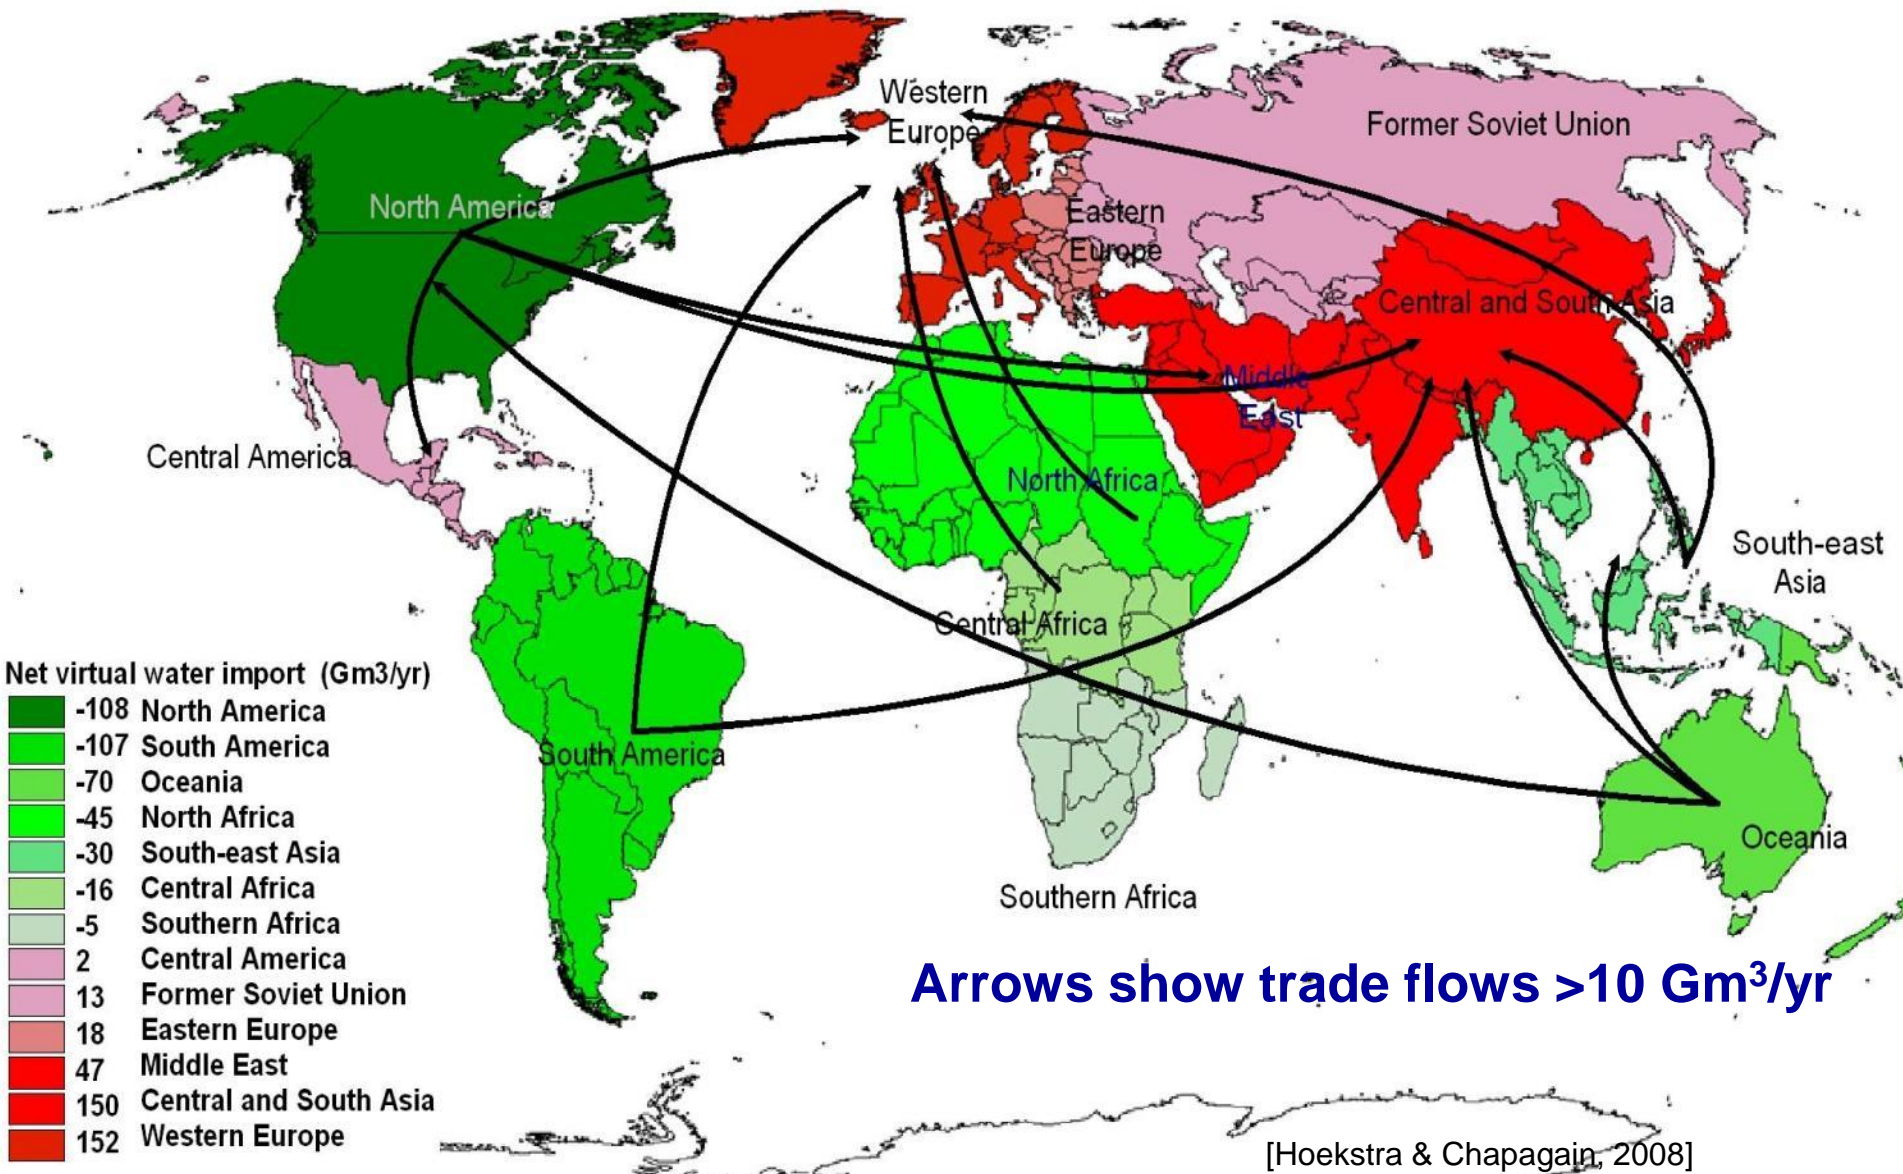 Western
Europe
Former Soviet Union
North America
Eastern
Europe
Central and South Asia
Middle
East
Central America
North Africa
South-east
Asia
Central Africa
South America
Oceania
Southern Africa
Net virtual water import (Gm3/yr)
-108 North America
-107 South America
-70 Oceania
-45 North Africa
-30 South-east Asia
-16 Central Africa
-5 Southern Africa
2 Central America
13 Former Soviet Union
18 Eastern Europe
47 Middle East
150 Central and South Asia
152 Western Europe
Arrows show trade flows >10 Gm³/yr
[Hoekstra & Chapagain, 2008]